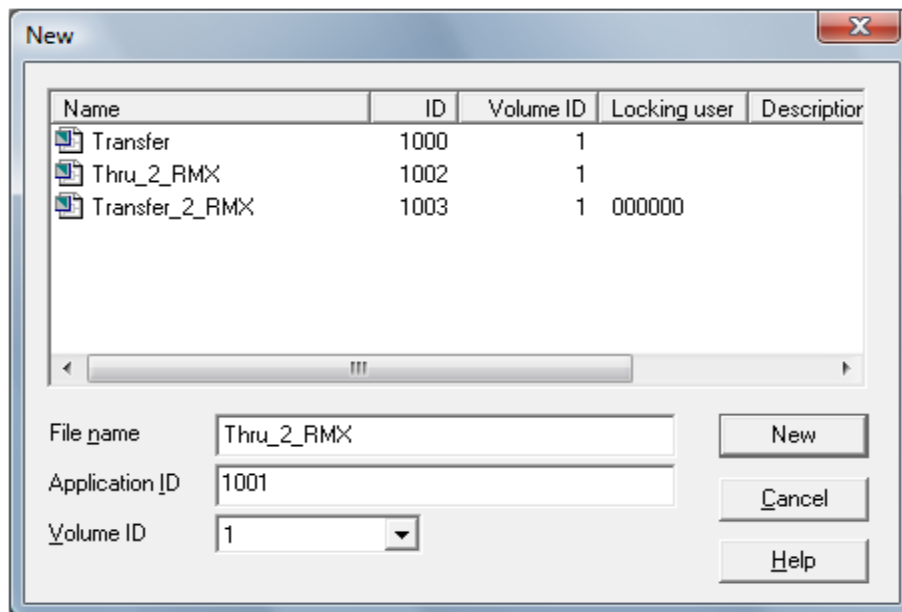 New
Name ID Volume ID Locking user Description
Transfer 1000 1
Thru_2_RMX 1002 1
Transfer_2_RMX 1003 1 000000
File name Thru_2_RMX New
Application ID 1001 Cancel
Volume ID 1 Help